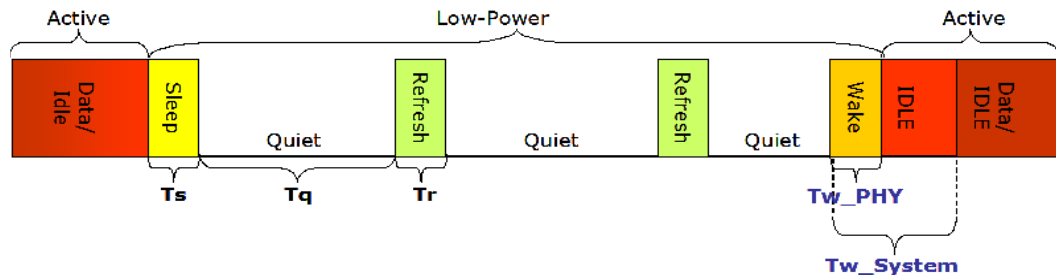 Active
Low-Power
Active
Data/
Idle
Sleep
Quiet
Refresh
Quiet
Refresh
Quiet
Wake
IDLE
Data/
IDLE
Ts
Tq
Tr
Tw_PHY
Tw_System